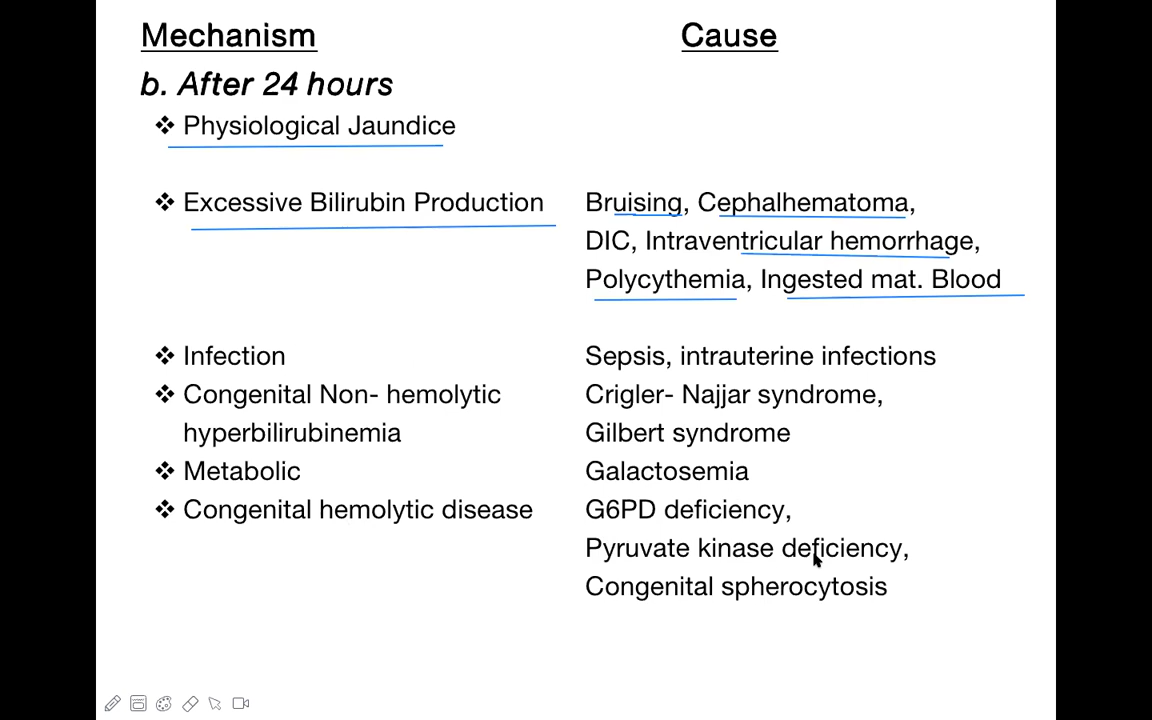 Mechanism Cause
b. After 24 hours
❖ Physiological Jaundice
❖ Excessive Bilirubin Production Bruising, Cephalhematoma,
DIC, Intraventricular hemorrhage,
Polycythemia, Ingested mat. Blood
❖ Infection Sepsis, intrauterine infections
❖ Congenital Non- hemolytic Crigler- Najjar syndrome,
hyperbilirubinemia Gilbert syndrome
❖ Metabolic Galactosemia
❖ Congenital hemolytic disease G6PD deficiency,
Pyruvate kinase deficiency,
Congenital spherocytosis